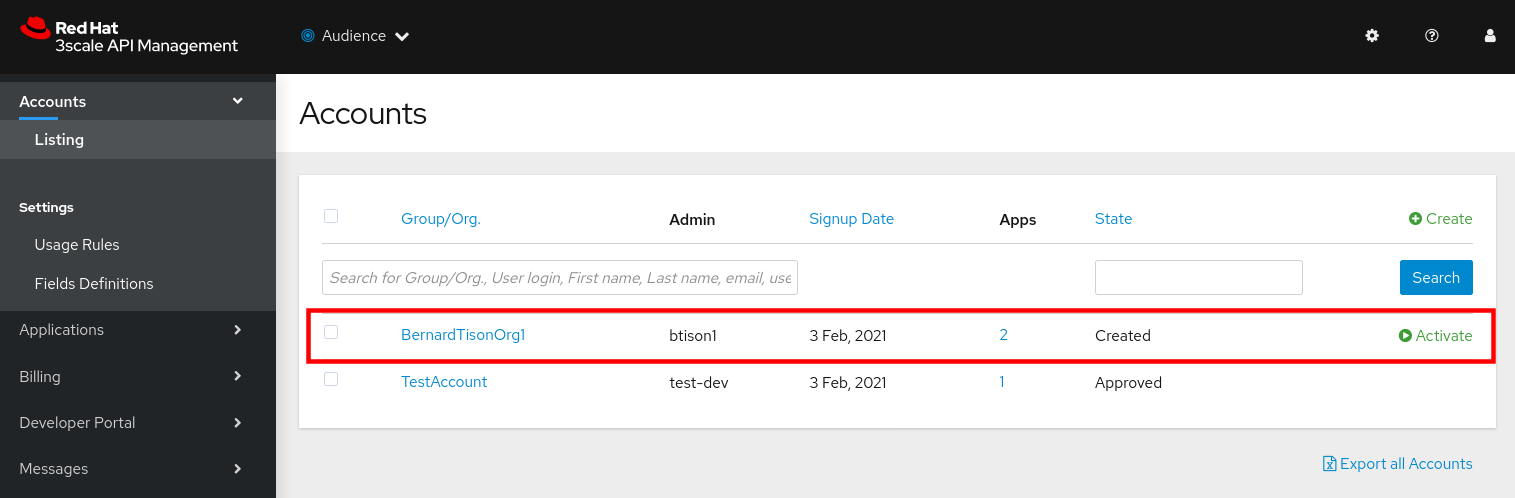 Red Hat
3scale API Management
Audience
Accounts
Listing
Settings
Usage Rules
Fields Definitions
Applications
Billing
Developer Portal
Messages
Accounts
Group/Org. Admin Signup Date Apps State Create
Search for Group/Org., User login, First name, Last name, email, use Search
BernardTisonOrg1 btison1 3 Feb, 2021 2 Created Activate
TestAccount test-dev 3 Feb, 2021 1 Approved
Export all Accounts